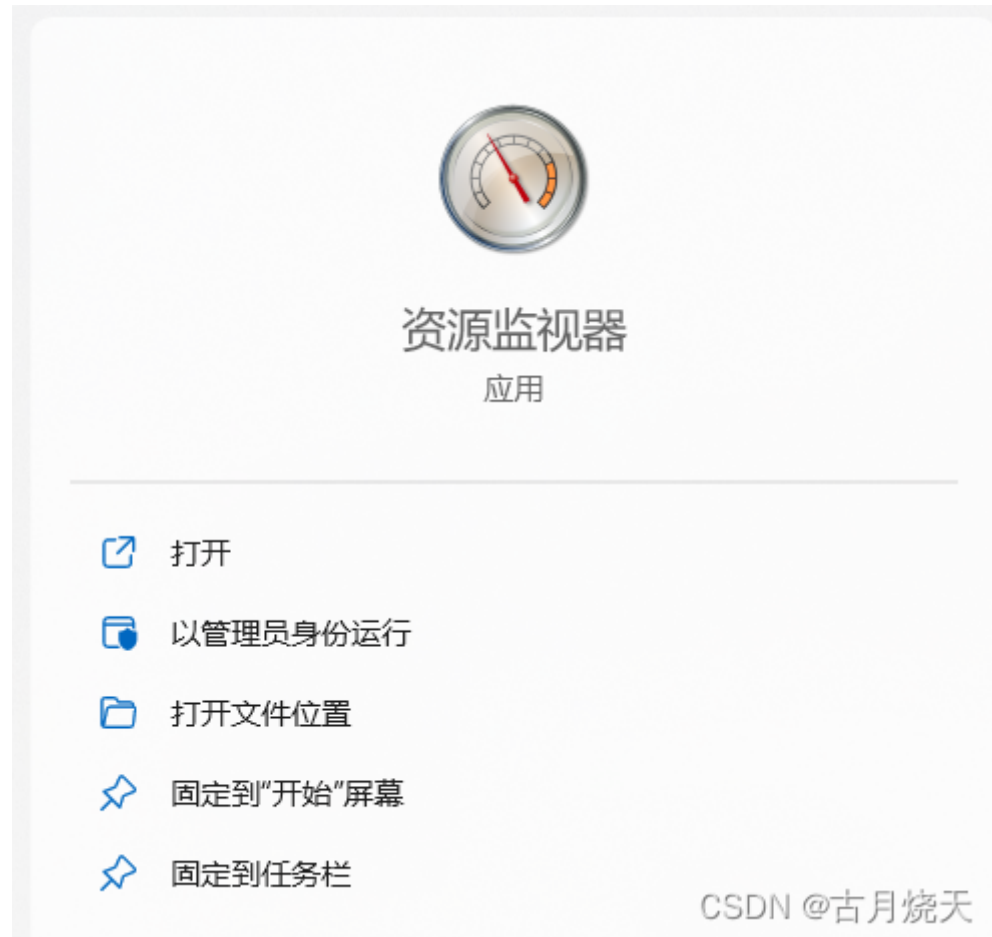 资源监视器
应用
打开
以管理员身份运行
打开文件位置
固定到“开始”屏幕
固定到任务栏
CSDN @古月烧天